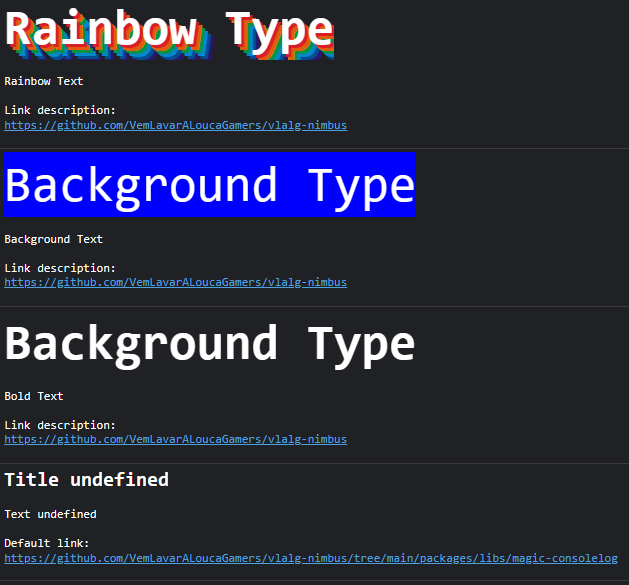 Rainbow Type
Rainbow Text
Link description:
https://github.com/VemLavarALoucaGamers/vlalg-nimbus
Background Type
Background Text
Link description:
https://github.com/VemLavarALoucaGamers/vlalg-nimbus
Background Type
Bold Text
Link description:
https://github.com/VemLavarALoucaGamers/vlalg-nimbus
Title undefined
Text undefined
Default link:
https://github.com/VemLavarALoucaGamers/vlalg-nimbus/tree/main/packages/libs/magic-consolelog